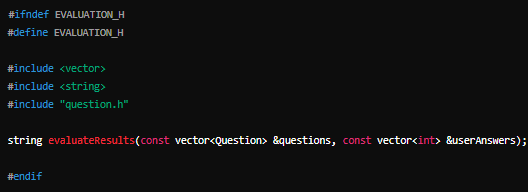 #ifndef EVALUATION_H
#define EVALUATION_H
#include <vector>
#include <string>
#include "question.h"
string evaluateResults(const vector<Question> &questions, const vector<int> &userAnswers);
#endif